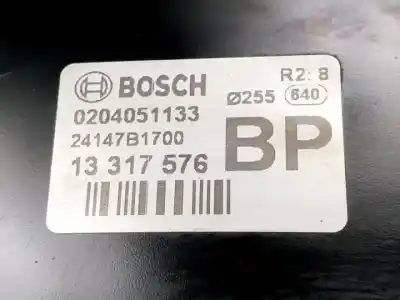 BOSCH
R2: 8
0204051133
Ø255 640
24147B1700
13 317 576
BP